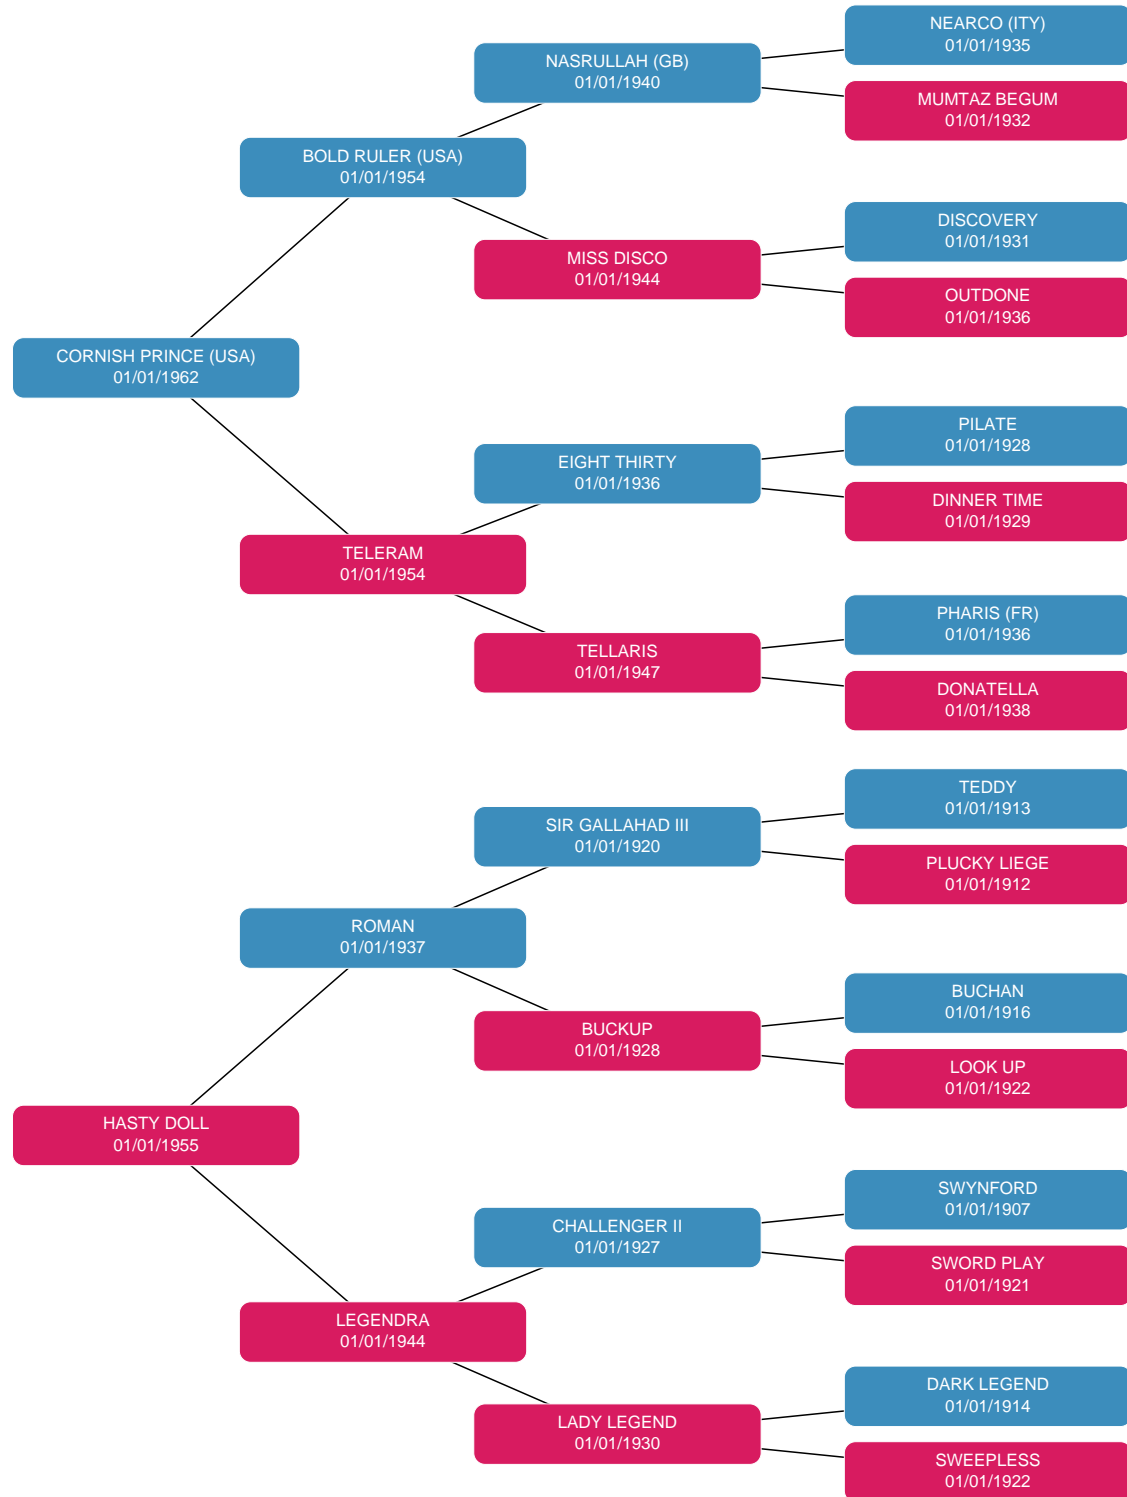 NEARCO (ITY)
01/01/1935
NASRULLAH (GB)
01/01/1940
MUMTAZ BEGUM
01/01/1932
BOLD RULER (USA)
01/01/1954
DISCOVERY
01/01/1931
MISS DISCO
01/01/1944
OUTDONE
01/01/1936
CORNISH PRINCE (USA)
01/01/1962
PILATE
01/01/1928
EIGHT THIRTY
01/01/1936
DINNER TIME
01/01/1929
TELERAM
01/01/1954
PHARIS (FR)
01/01/1936
TELLARIS
01/01/1947
DONATELLA
01/01/1938
TEDDY
01/01/1913
SIR GALLAHAD III
01/01/1920
PLUCKY LIEGE
01/01/1912
ROMAN
01/01/1937
BUCHAN
01/01/1916
BUCKUP
01/01/1928
LOOK UP
01/01/1922
HASTY DOLL
01/01/1955
SWYNFORD
01/01/1907
CHALLENGER II
01/01/1927
SWORD PLAY
01/01/1921
LEGENDRA
01/01/1944
DARK LEGEND
01/01/1914
LADY LEGEND
01/01/1930
SWEEPLESS
01/01/1922